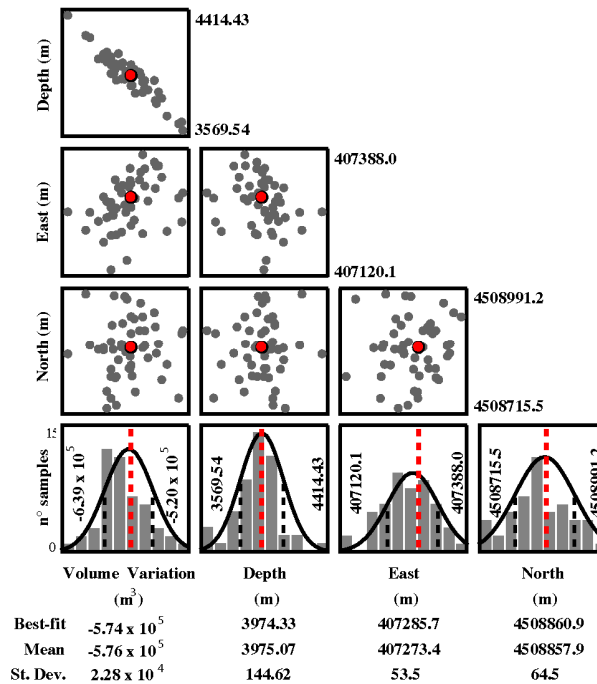 4414.43
Depth (m)
3569.54
407388.0
East (m)
407120.1
4508991.2
North (m)
4508715.5
n° samples
15
0
-6.39 x 10^5
-5.20 x 10^5
3569.54
4414.43
407120.1
407388.0
4508715.5
4508991.2
Volume Variation Depth East North
(m^3) (m) (m) (m)
Best-fit -5.74 x 10^5 3974.33 407285.7 4508860.9
Mean -5.76 x 10^5 3975.07 407273.4 4508857.9
St. Dev. 2.28 x 10^4 144.62 53.5 64.5